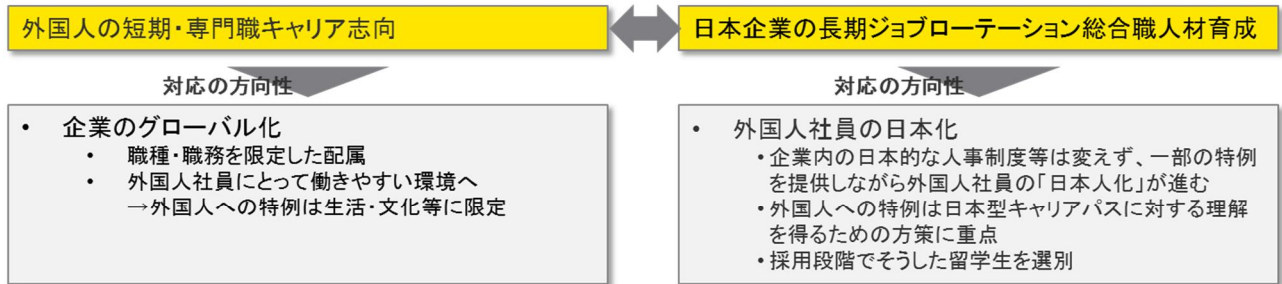 外国人の短期・専門職キャリア志向
日本企業の長期ジョブローテーション総合職人材育成
対応の方向性
対応の方向性
• 企業のグローバル化
• 職種・職務を限定した配属
• 外国人社員にとって働きやすい環境へ
→外国人への特例は生活・文化等に限定
• 外国人社員の日本化
• 企業内の日本的な人事制度等は変えず、一部の特例
を提供しながら外国人社員の「日本人化」が進む
• 外国人への特例は日本型キャリアパスに対する理解
を得るための方策に重点
• 採用段階でそうした留学生を選別